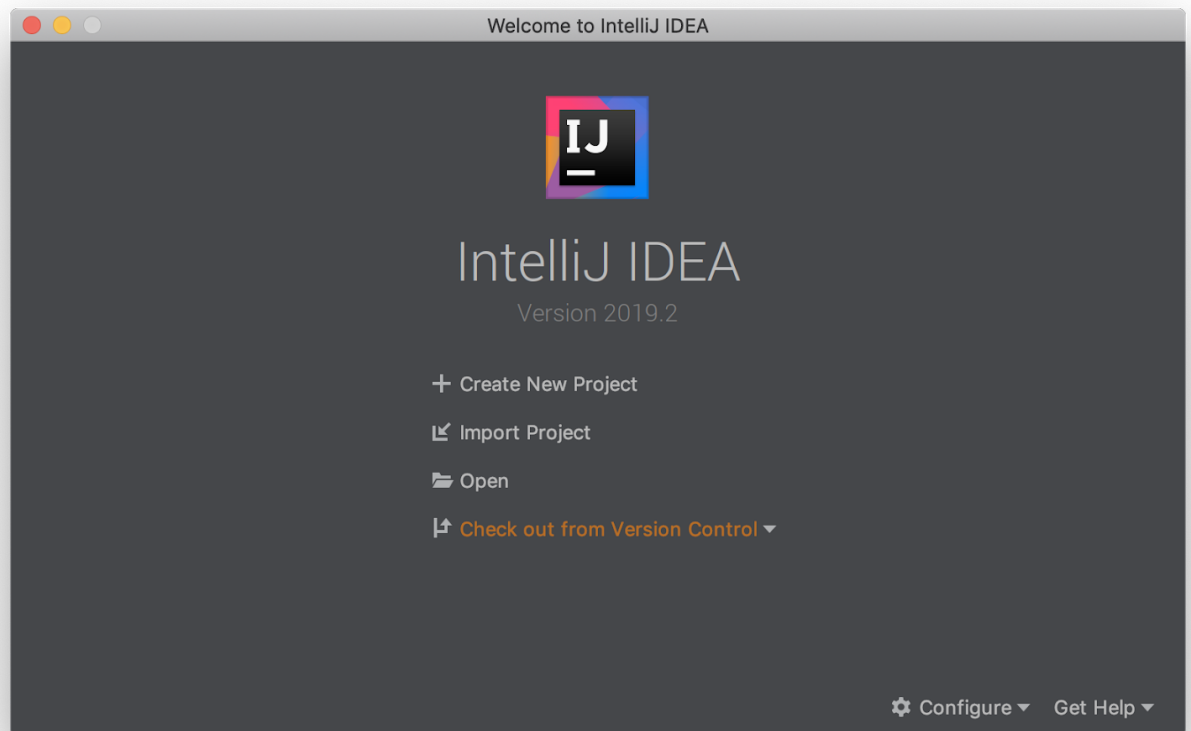 Welcome to IntelliJ IDEA
IJ
IntelliJ IDEA
Version 2019.2
Create New Project
Import Project
Open
Check out from Version Control
Configure Get Help